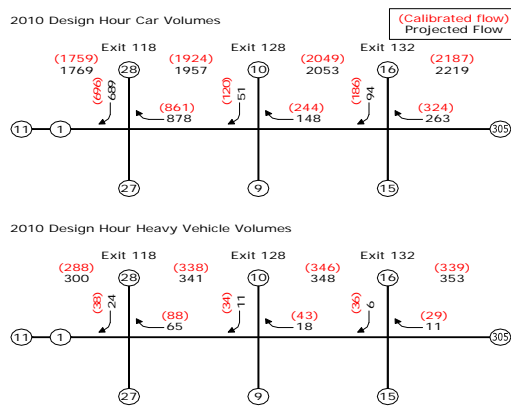 2010 Design Hour Car Volumes
(Calibrated flow)
Projected Flow
Exit 118 Exit 128 Exit 132
(1759) (1924) (2049) (2187)
1769 1957 2053 2219
28 10 16
(696) 689 (120) 51 (186) 94
(861) (244) (324)
878 148 263
11 1 305
27 9 15
2010 Design Hour Heavy Vehicle Volumes
Exit 118 Exit 128 Exit 132
(288) (338) (346) (339)
300 341 348 353
28 10 16
(38) 24 (34) 11 (36) 6
(88) (43) (29)
65 18 11
11 1 305
27 9 15